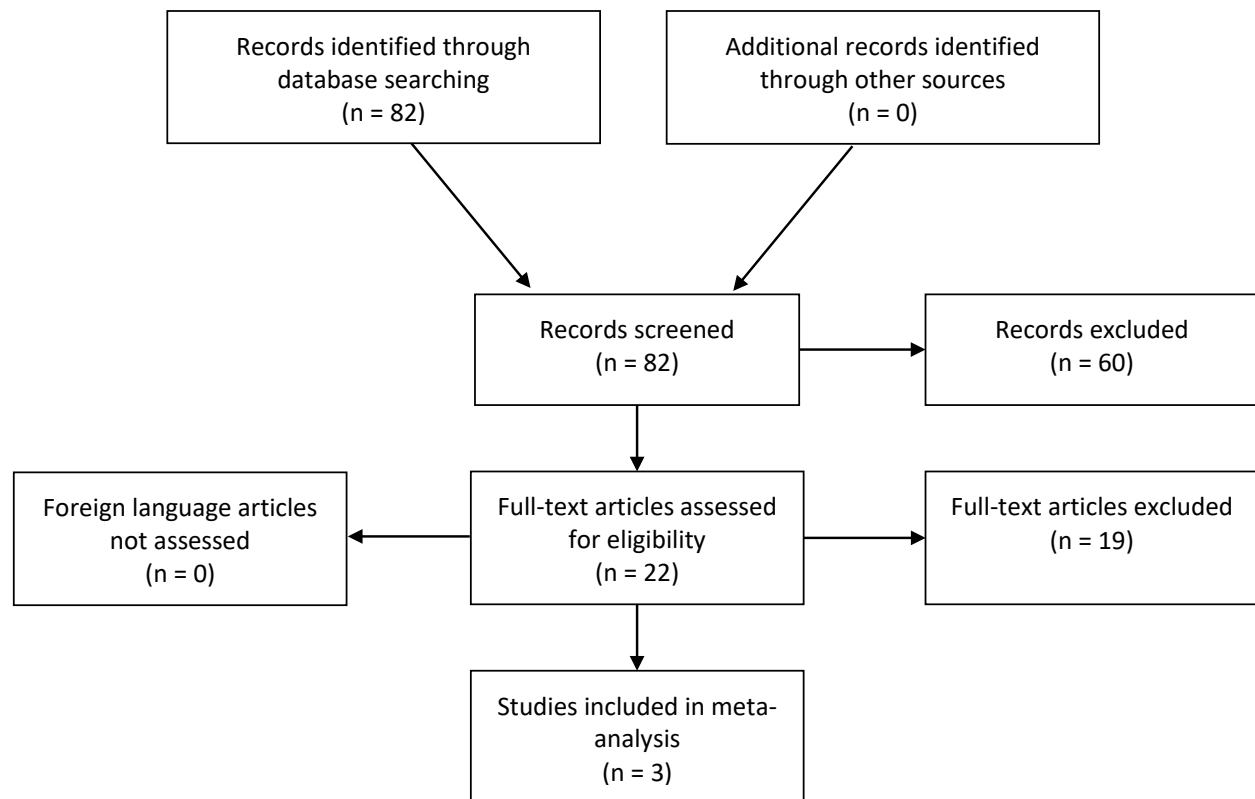 Records identified through
database searching
(n = 82)
Additional records identified
through other sources
(n = 0)
Records screened
(n = 82)
Records excluded
(n = 60)
Foreign language articles
not assessed
(n = 0)
Full-text articles assessed
for eligibility
(n = 22)
Full-text articles excluded
(n = 19)
Studies included in meta-
analysis
(n = 3)